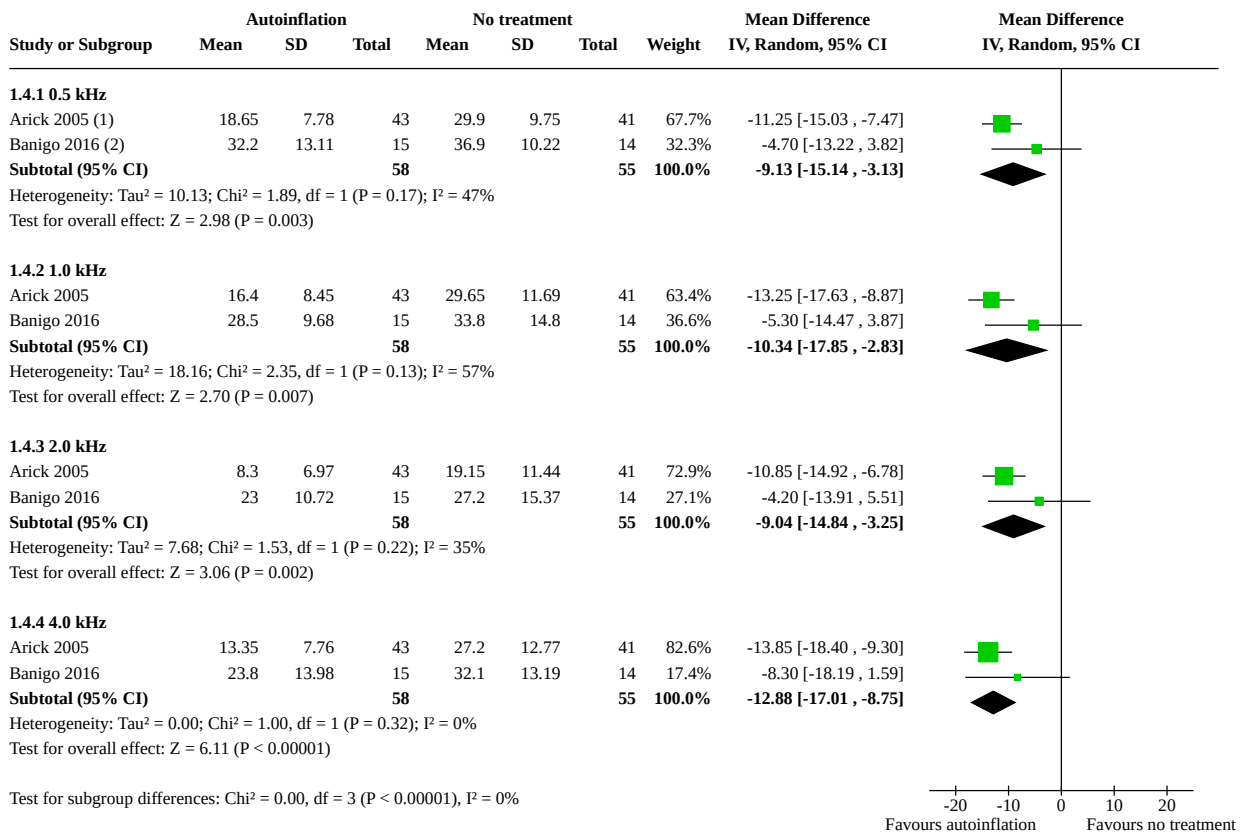 Autoinflation No treatment Mean Difference Mean Difference
Study or Subgroup Mean SD Total Mean SD Total Weight IV, Random, 95% CI IV, Random, 95% CI
1.4.1 0.5 kHz
Arick 2005 (1) 18.65 7.78 43 29.9 9.75 41 67.7% -11.25 [-15.03 , -7.47]
Banigo 2016 (2) 32.2 13.11 15 36.9 10.22 14 32.3% -4.70 [-13.22 , 3.82]
Subtotal (95% CI) 58 55 100.0% -9.13 [-15.14 , -3.13]
Heterogeneity: Tau² = 10.13; Chi² = 1.89, df = 1 (P = 0.17); I² = 47%
Test for overall effect: Z = 2.98 (P = 0.003)
1.4.2 1.0 kHz
Arick 2005 16.4 8.45 43 29.65 11.69 41 63.4% -13.25 [-17.63 , -8.87]
Banigo 2016 28.5 9.68 15 33.8 14.8 14 36.6% -5.30 [-14.47 , 3.87]
Subtotal (95% CI) 58 55 100.0% -10.34 [-17.85 , -2.83]
Heterogeneity: Tau² = 18.16; Chi² = 2.35, df = 1 (P = 0.13); I² = 57%
Test for overall effect: Z = 2.70 (P = 0.007)
1.4.3 2.0 kHz
Arick 2005 8.3 6.97 43 19.15 11.44 41 72.9% -10.85 [-14.92 , -6.78]
Banigo 2016 23 10.72 15 27.2 15.37 14 27.1% -4.20 [-13.91 , 5.51]
Subtotal (95% CI) 58 55 100.0% -9.04 [-14.84 , -3.25]
Heterogeneity: Tau² = 7.68; Chi² = 1.53, df = 1 (P = 0.22); I² = 35%
Test for overall effect: Z = 3.06 (P = 0.002)
1.4.4 4.0 kHz
Arick 2005 13.35 7.76 43 27.2 12.77 41 82.6% -13.85 [-18.40 , -9.30]
Banigo 2016 23.8 13.98 15 32.1 13.19 14 17.4% -8.30 [-18.19 , 1.59]
Subtotal (95% CI) 58 55 100.0% -12.88 [-17.01 , -8.75]
Heterogeneity: Tau² = 0.00; Chi² = 1.00, df = 1 (P = 0.32); I² = 0%
Test for overall effect: Z = 6.11 (P < 0.00001)
Test for subgroup differences: Chi² = 0.00, df = 3 (P < 0.00001), I² = 0%
-20 -10 0 10 20
Favours autoinflation Favours no treatment